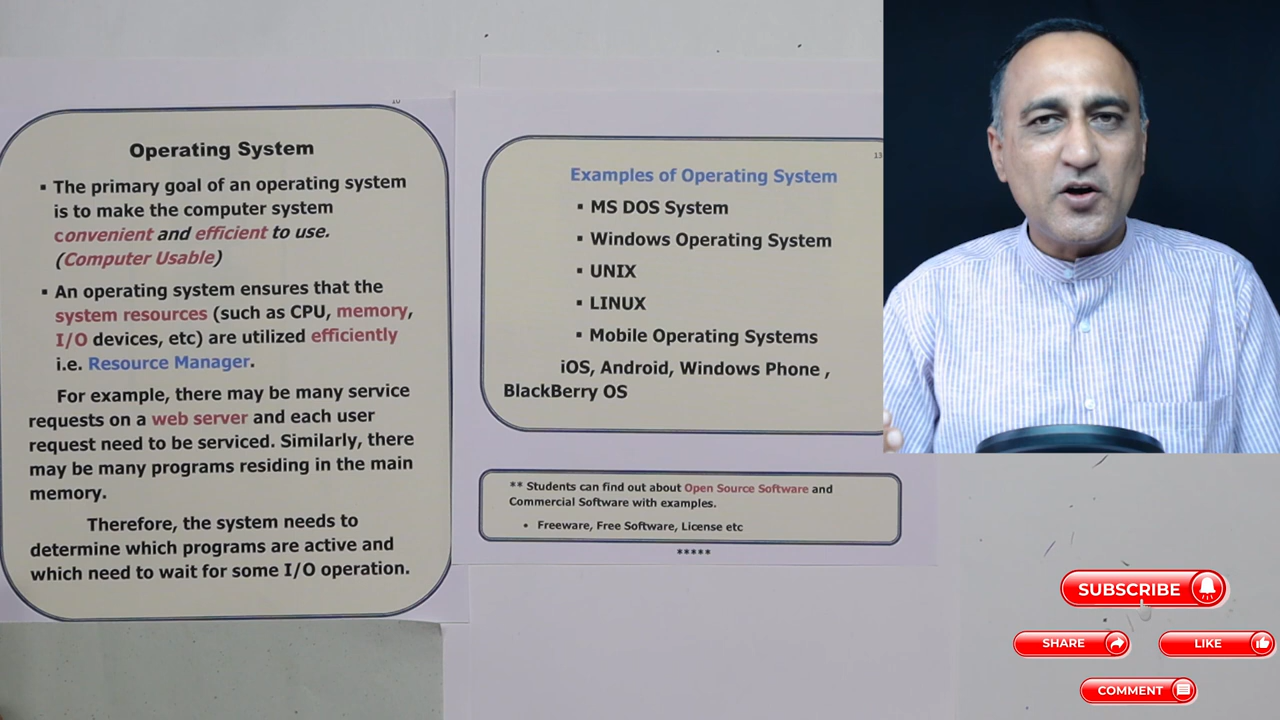 10
Operating System
▪ The primary goal of an operating system
is to make the computer system
convenient and efficient to use.
(Computer Usable)
▪ An operating system ensures that the
system resources (such as CPU, memory,
I/O devices, etc) are utilized efficiently
i.e. Resource Manager.
For example, there may be many service
requests on a web server and each user
request need to be serviced. Similarly, there
may be many programs residing in the main
memory.
Therefore, the system needs to
determine which programs are active and
which need to wait for some I/O operation.
13
Examples of Operating System
▪ MS DOS System
▪ Windows Operating System
▪ UNIX
▪ LINUX
▪ Mobile Operating Systems
iOS, Android, Windows Phone ,
BlackBerry OS
** Students can find out about Open Source Software and
Commercial Software with examples.
• Freeware, Free Software, License etc
*****
SUBSCRIBE
SHARE
LIKE
COMMENT